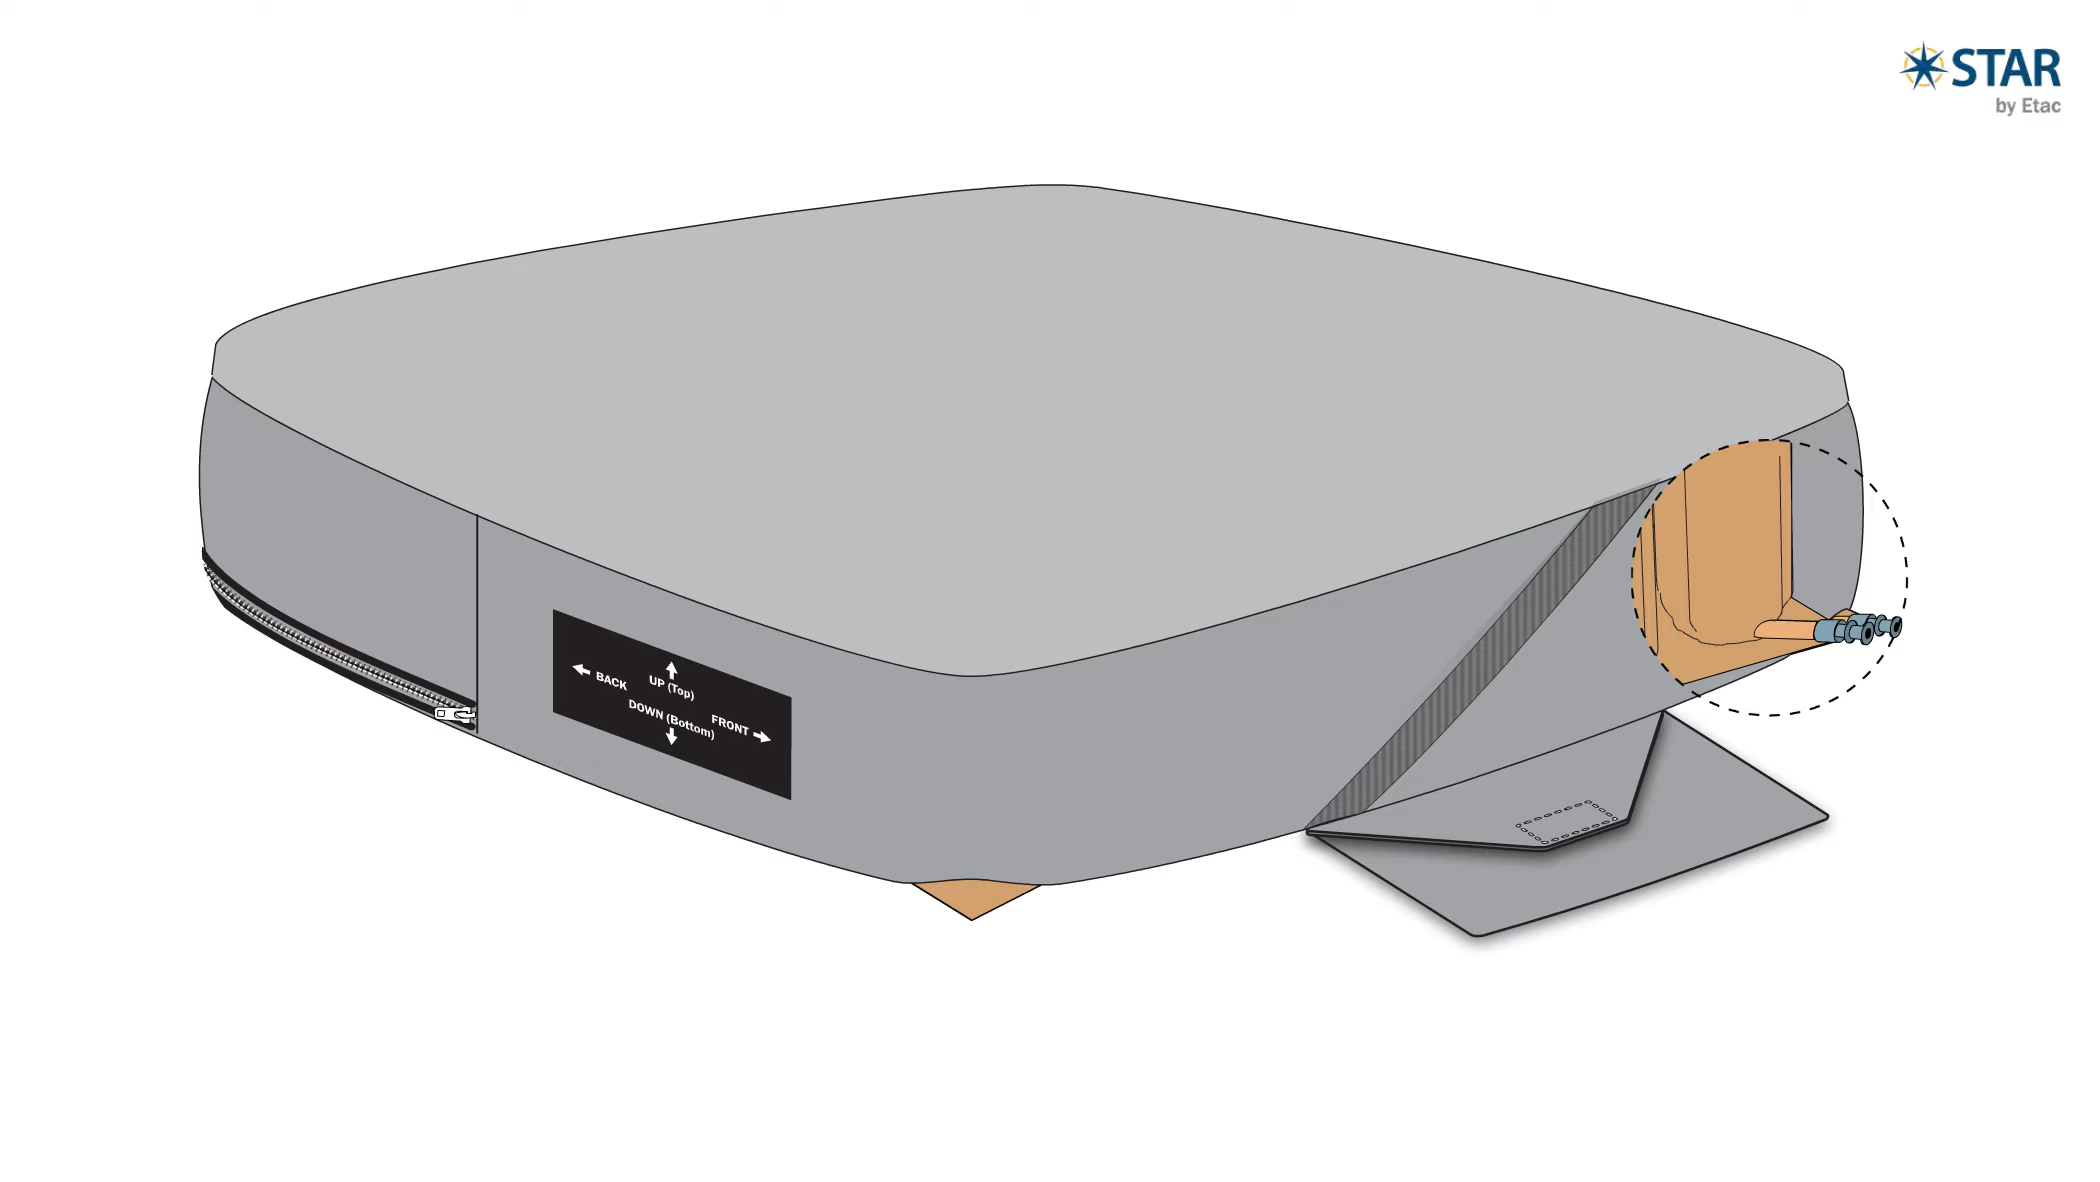 STAR
by Etac
UP (Top)
BACK
DOWN (Bottom)
FRONT